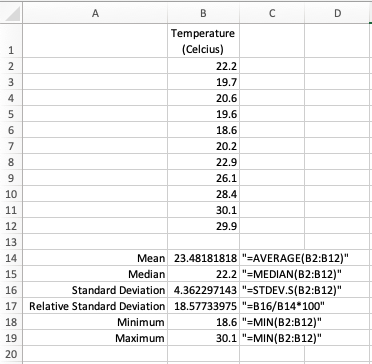 A B C D
1 Temperature
(Celcius)
2 22.2
3 19.7
4 20.6
5 19.6
6 18.6
7 20.2
8 22.9
9 26.1
10 28.4
11 30.1
12 29.9
13
14 Mean 23.48181818 "=AVERAGE(B2:B12)"
15 Median 22.2 "=MEDIAN(B2:B12)"
16 Standard Deviation 4.362297143 "=STDEV.S(B2:B12)"
17 Relative Standard Deviation 18.57733975 "=B16/B14*100"
18 Minimum 18.6 "=MIN(B2:B12)"
19 Maximum 30.1 "=MIN(B2:B12)"
20